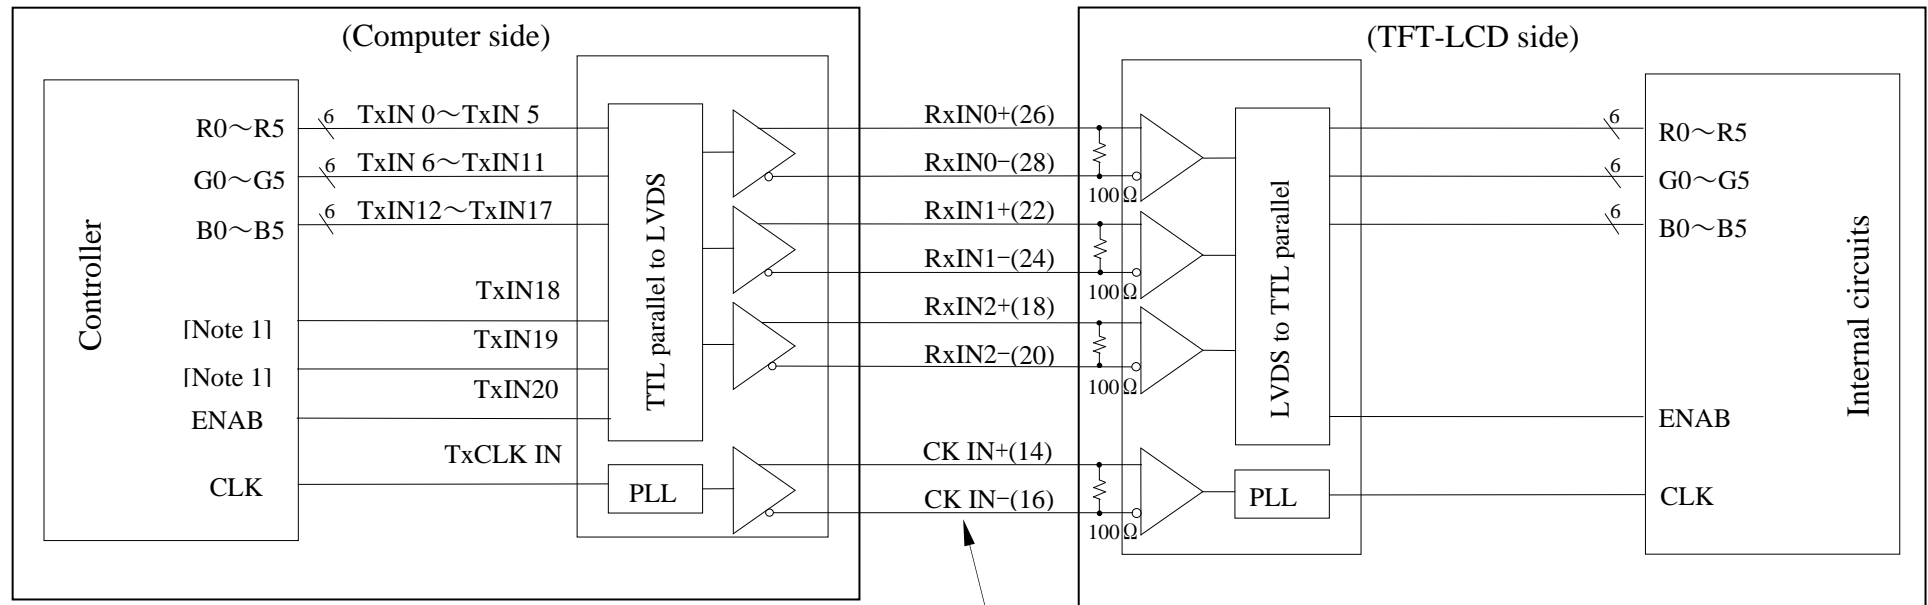 (Computer side)
(TFT-LCD side)
Controller
R0～R5
G0～G5
B0～B5
[Note 1]
[Note 1]
ENAB
CLK
6
6
6
TxIN 0～TxIN 5
TxIN 6～TxIN11
TxIN12～TxIN17
TxIN18
TxIN19
TxIN20
TxCLK IN
TTL parallel to LVDS
PLL
RxIN0+(26)
RxIN0−(28)
RxIN1+(22)
RxIN1−(24)
RxIN2+(18)
RxIN2−(20)
CK IN+(14)
CK IN−(16)
100Ω
100Ω
100Ω
100Ω
LVDS to TTL parallel
PLL
6
6
6
R0～R5
G0～G5
B0～B5
ENAB
CLK
Internal circuits